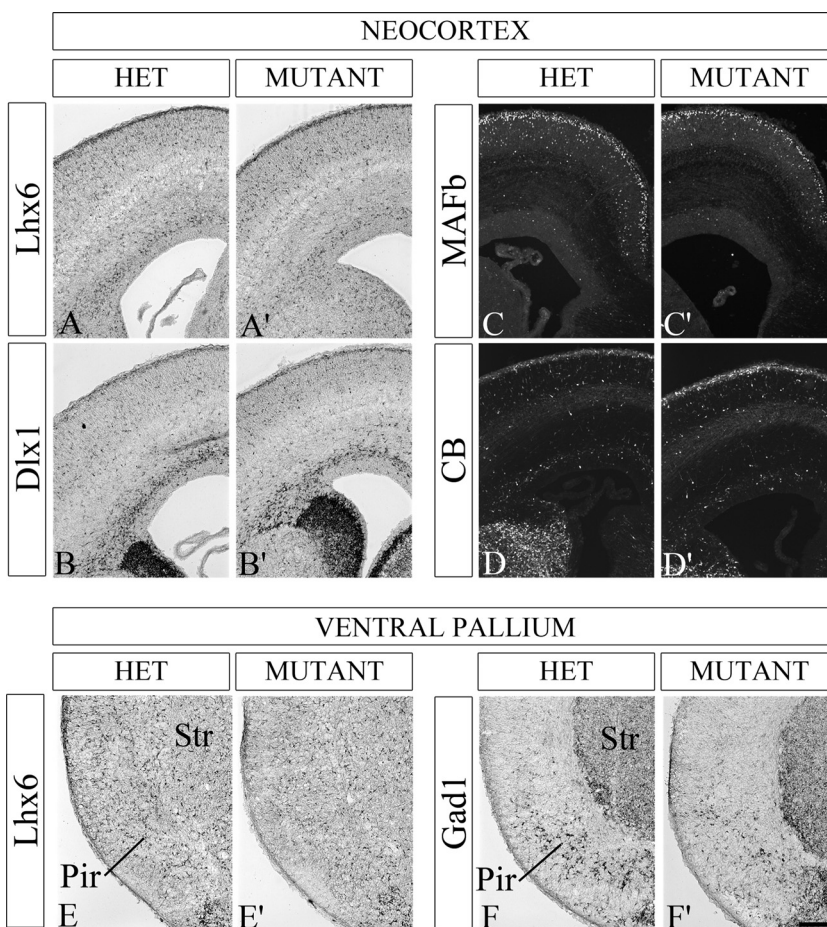 NEOCORTEX
HET MUTANT HET MUTANT
Lhx6 MAFb
A A' C C'
Dlx1 CB
B B' D D'
VENTRAL PALLIUM
HET MUTANT HET MUTANT
Lhx6 Str Gad1 Str
Pir Pir
E E' F F'